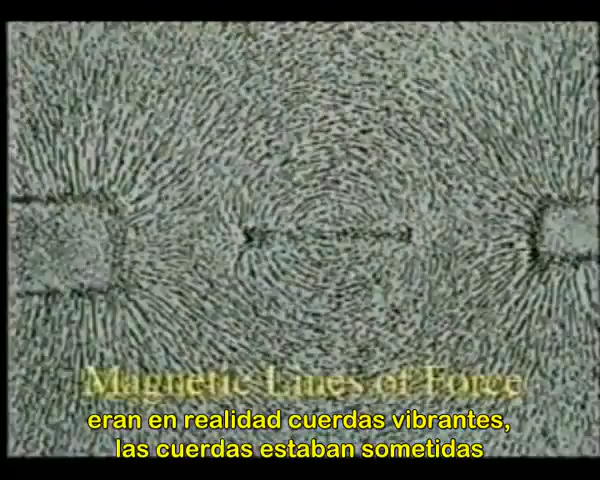 Magnetic Lines of Force
eran en realidad cuerdas vibrantes,
las cuerdas estaban sometidas